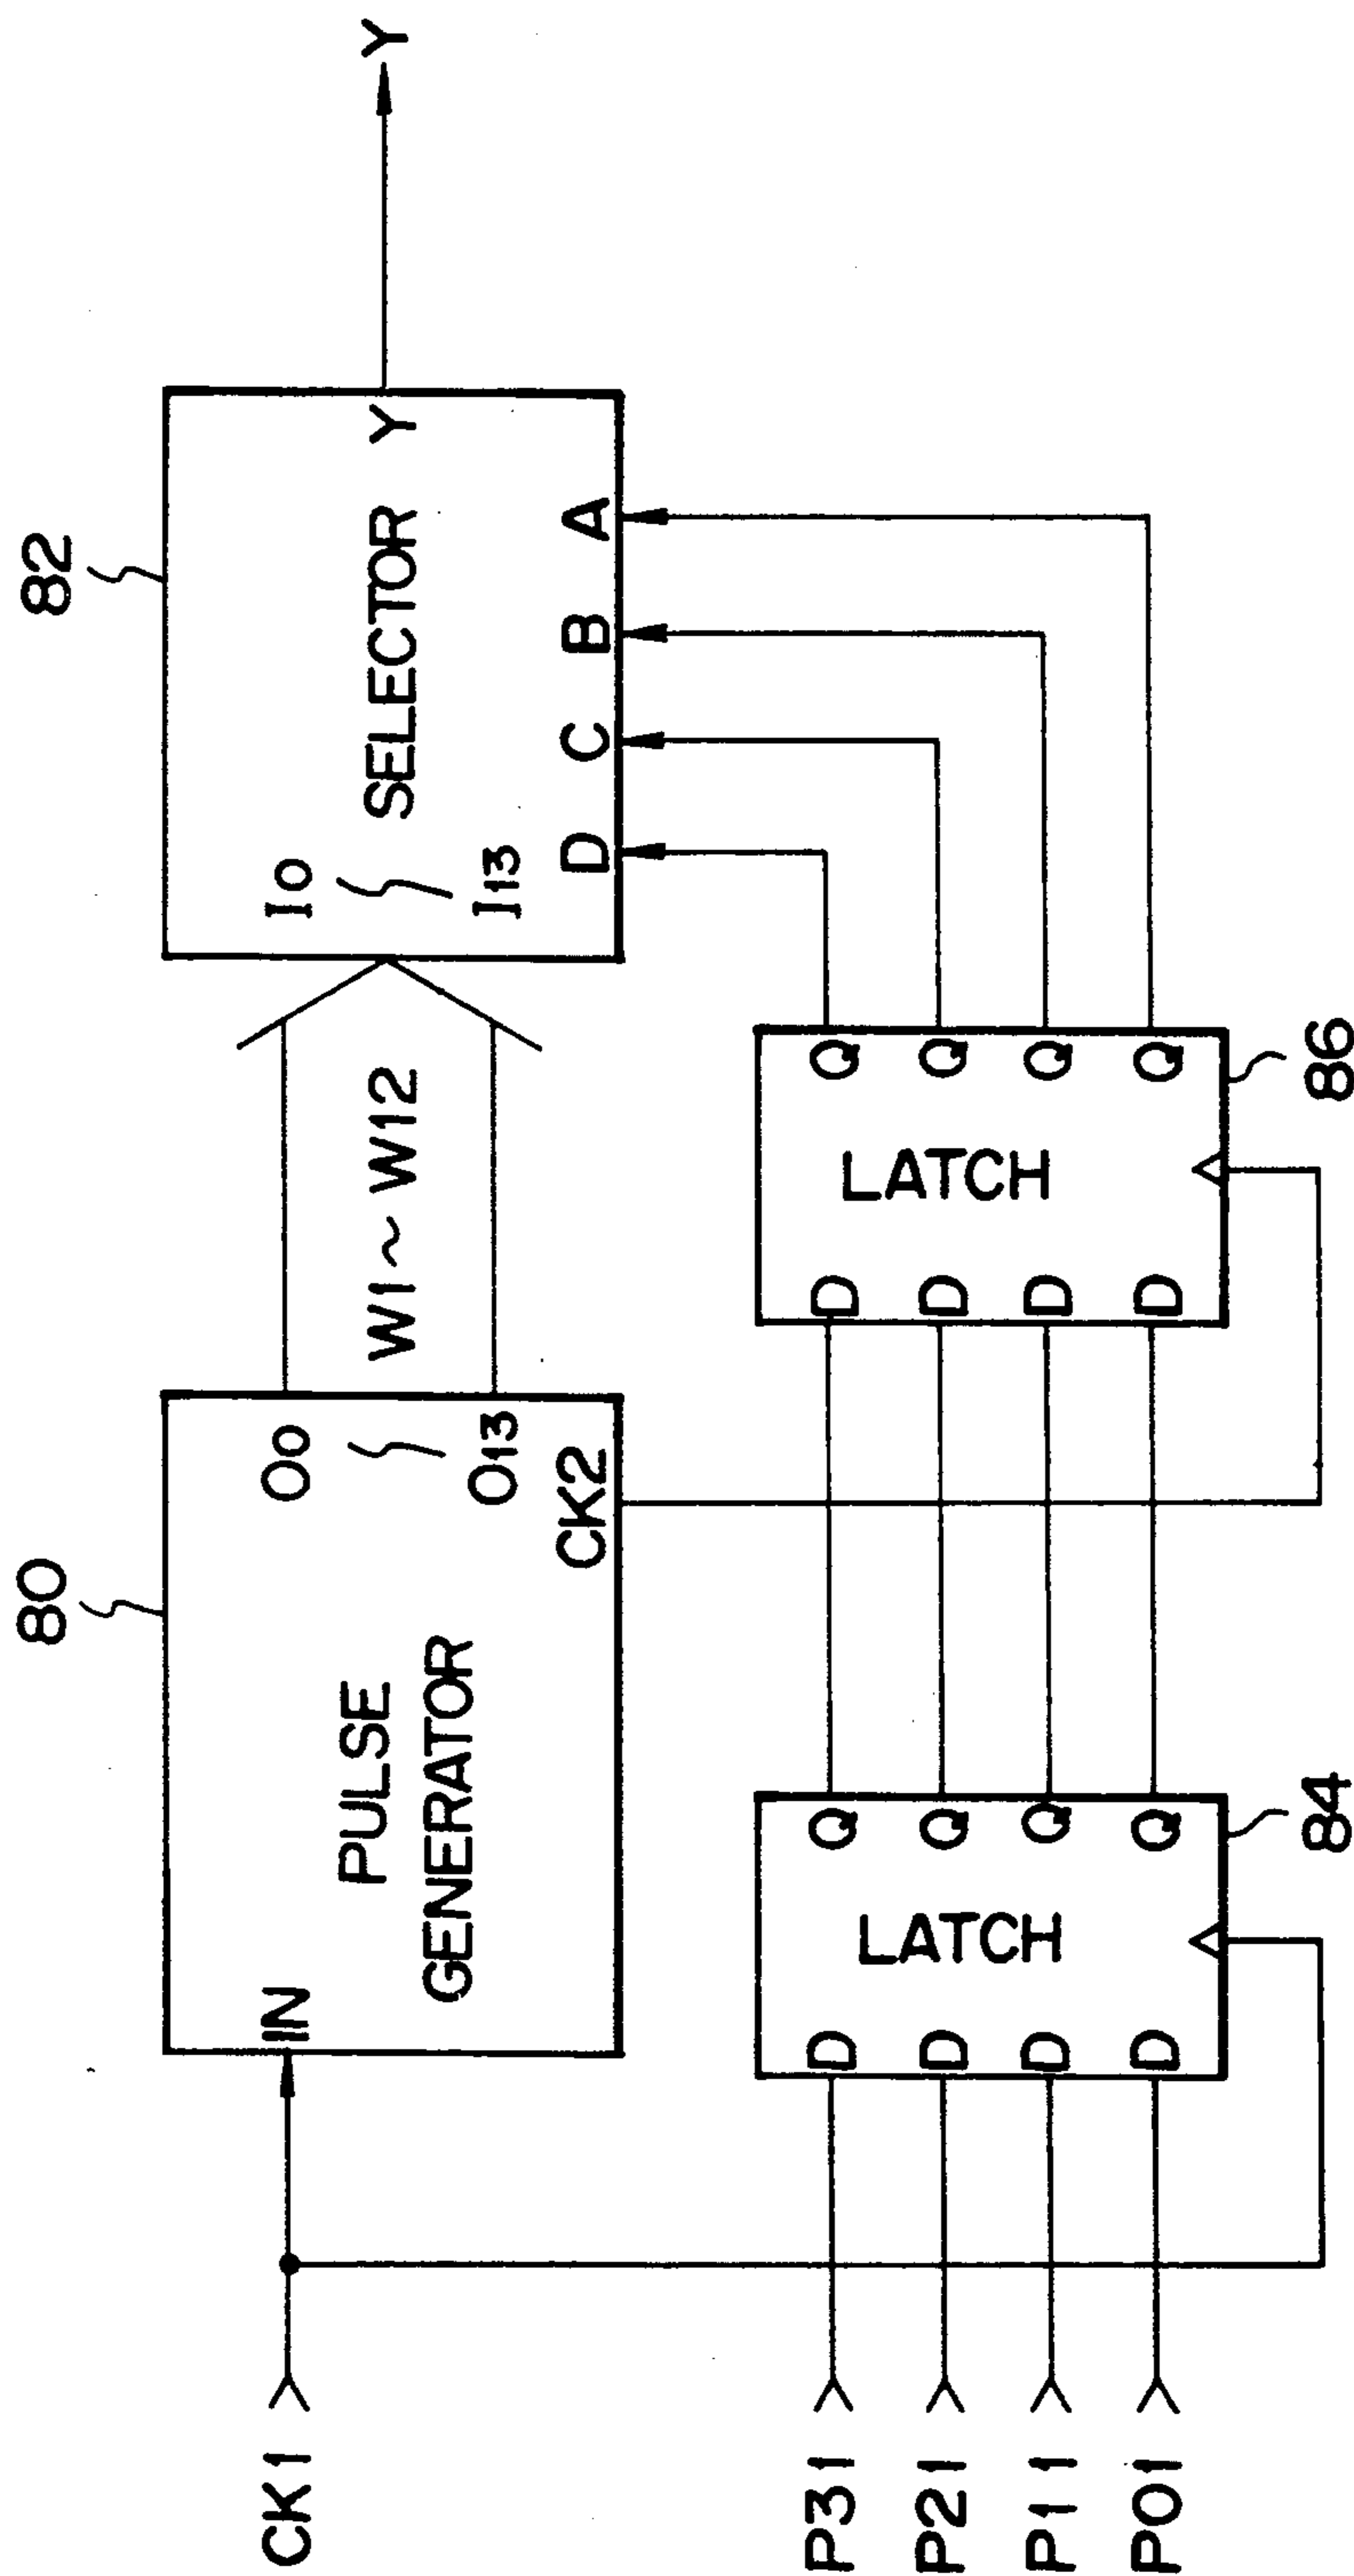 80
82
CK1
IN
PULSE
GENERATOR
O0
O13
CK2
W1~W12
I0
I13
SELECTOR
Y
Y
D
C
B
A
P31
P21
P11
P01
D
D
D
D
LATCH
Q
Q
Q
Q
84
D
D
D
D
LATCH
Q
Q
Q
Q
86